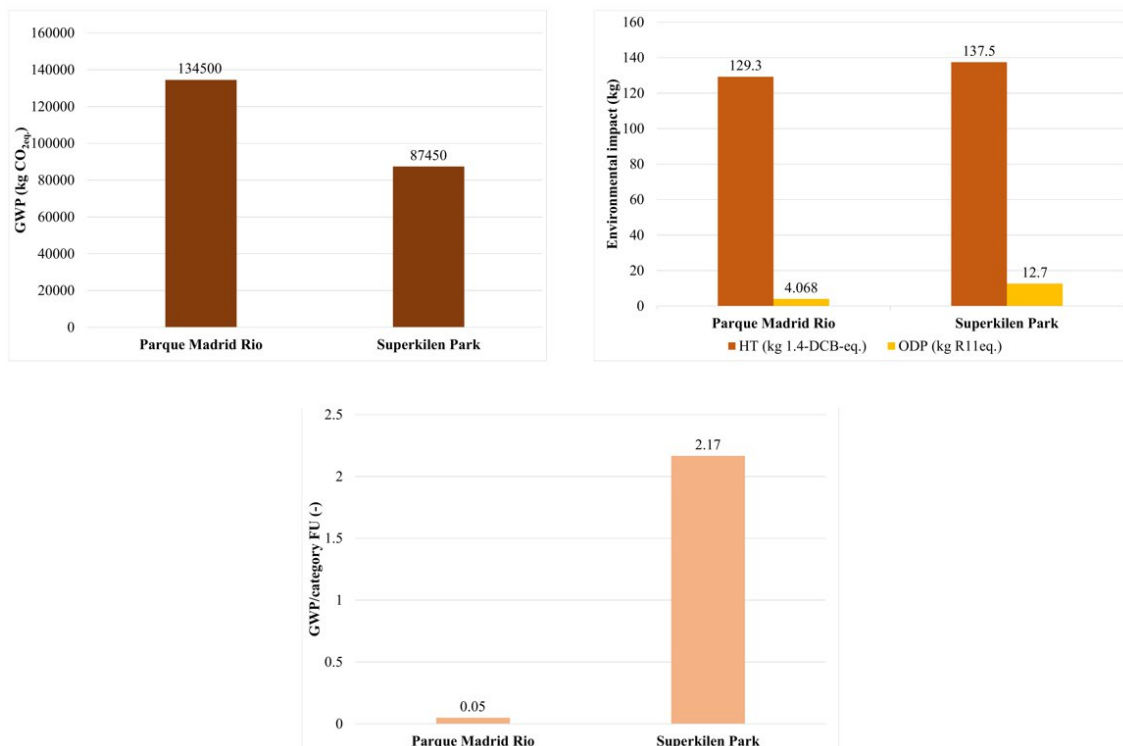 GWP (kg CO2eq.)
160000
140000
120000
100000
80000
60000
40000
20000
0
134500
87450
Parque Madrid Rio
Superkilen Park
Environmental impact (kg)
160
140
120
100
80
60
40
20
0
129.3
4.068
137.5
12.7
Parque Madrid Rio
Superkilen Park
HT (kg 1.4-DCB-eq.)
ODP (kg R11eq.)
GWP/category FU (-)
2.5
2
1.5
1
0.5
0
0.05
2.17
Parque Madrid Rio
Superkilen Park